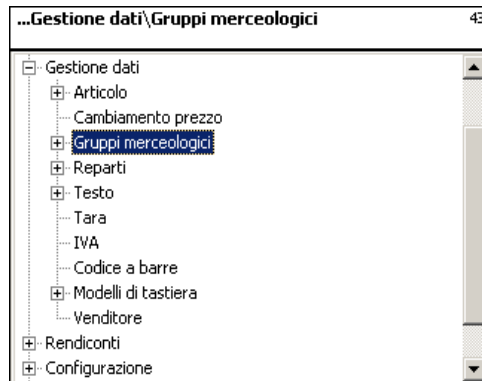 ...Gestione dati\Gruppi merceologici 43
Gestione dati
Articolo
Cambiamento prezzo
Gruppi merceologici
Reparti
Testo
Tara
IVA
Codice a barre
Modelli di tastiera
Venditore
Rendiconti
Configurazione